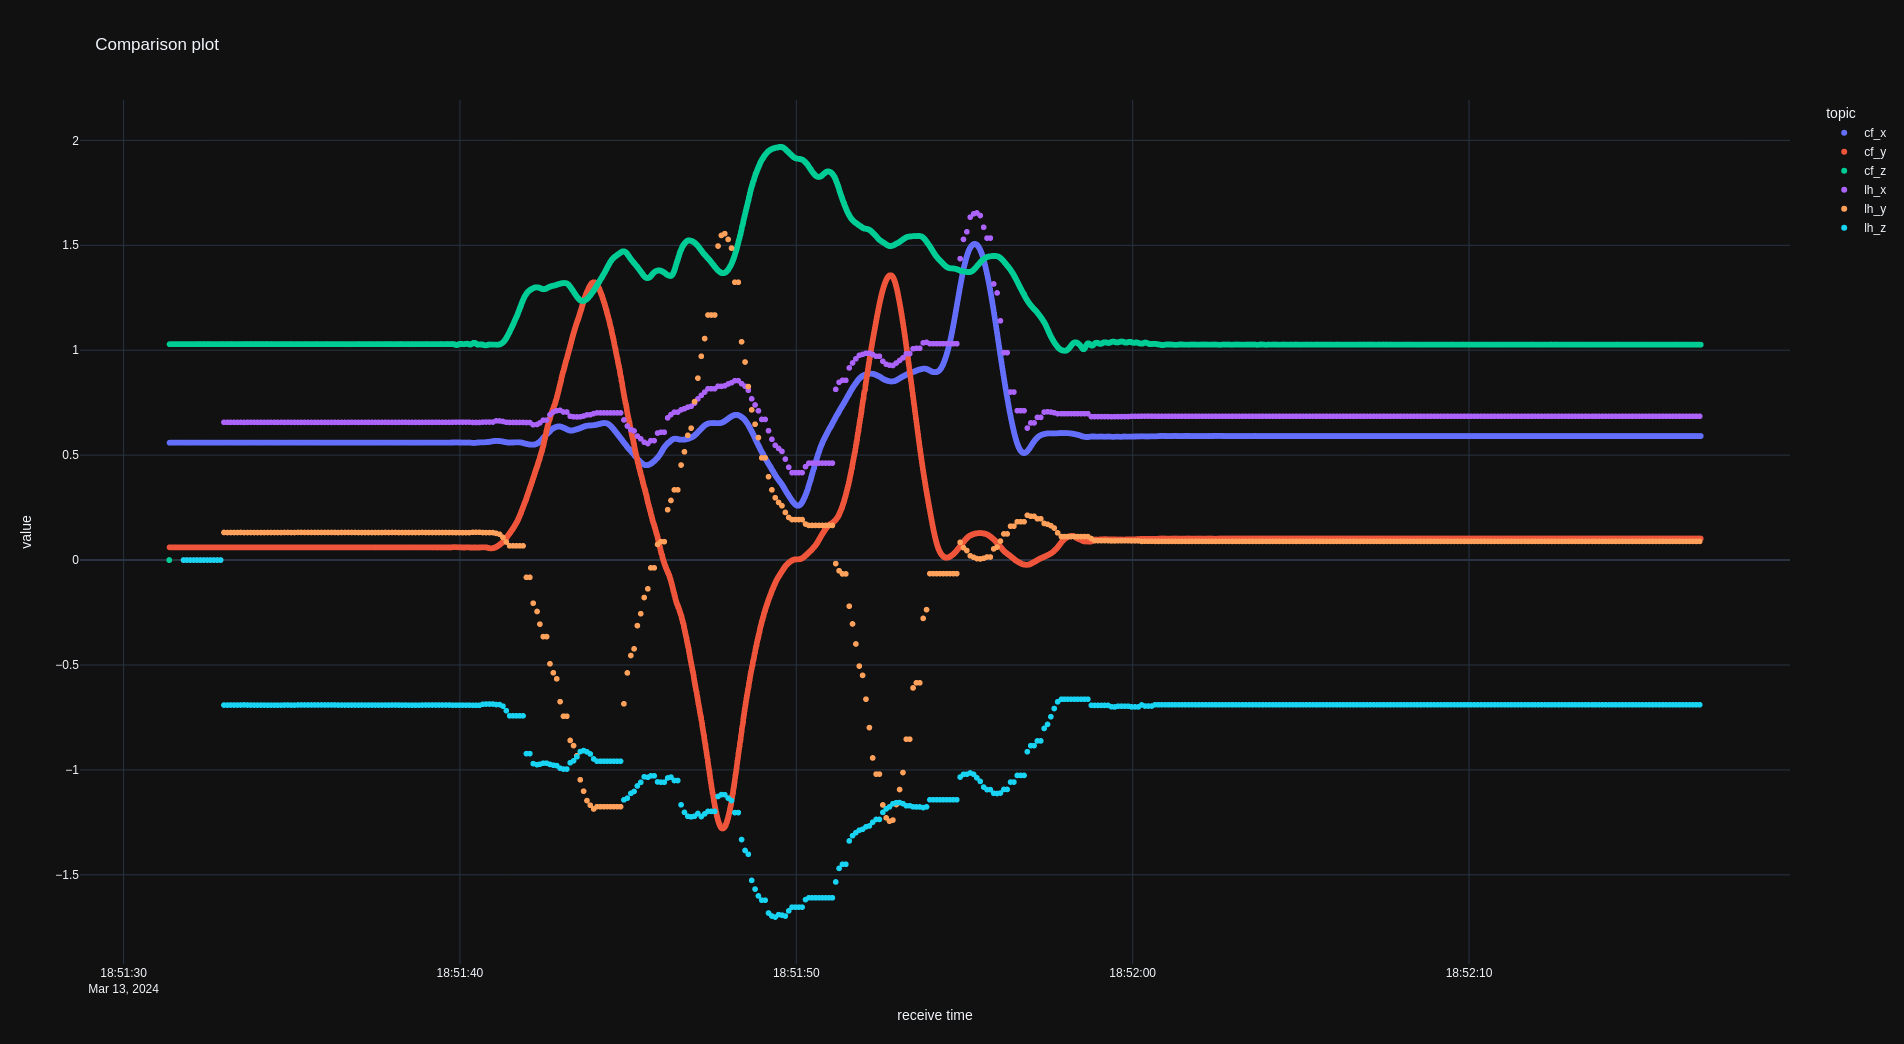 Comparison plot
topic
cf_x
cf_y
cf_z
lh_x
lh_y
lh_z
value
2
1.5
1
0.5
0
−0.5
−1
−1.5
18:51:30 18:51:40 18:51:50 18:52:00 18:52:10
Mar 13, 2024
receive time